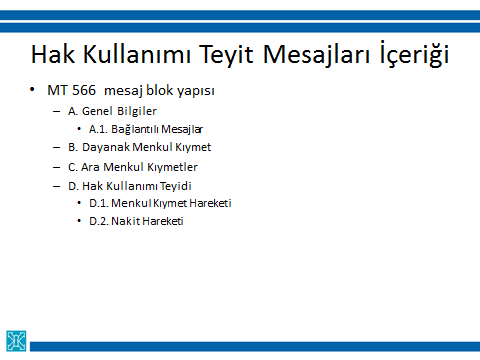 Hak Kullanımı Teyit Mesajları İçeriği
• MT 566 mesaj blok yapısı
– A. Genel Bilgiler
• A.1. Bağlantılı Mesajlar
– B. Dayanak Menkul Kıymet
– C. Ara Menkul Kıymetler
– D. Hak Kullanımı Teyidi
• D.1. Menkul Kıymet Hareketi
• D.2. Nakit Hareketi